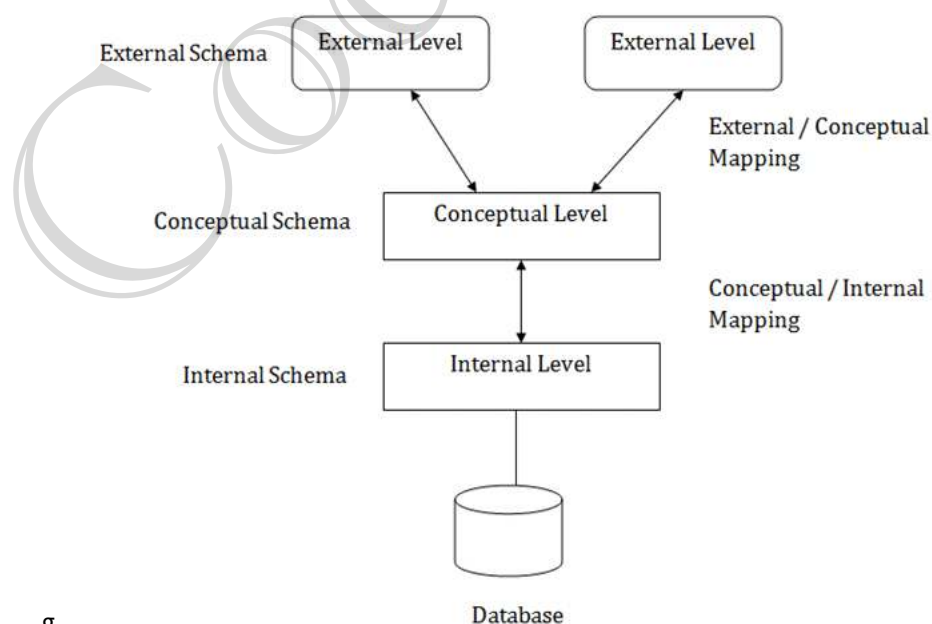 External Schema
External Level
External Level
External / Conceptual
Mapping
Conceptual Schema
Conceptual Level
Conceptual / Internal
Mapping
Internal Schema
Internal Level
Database